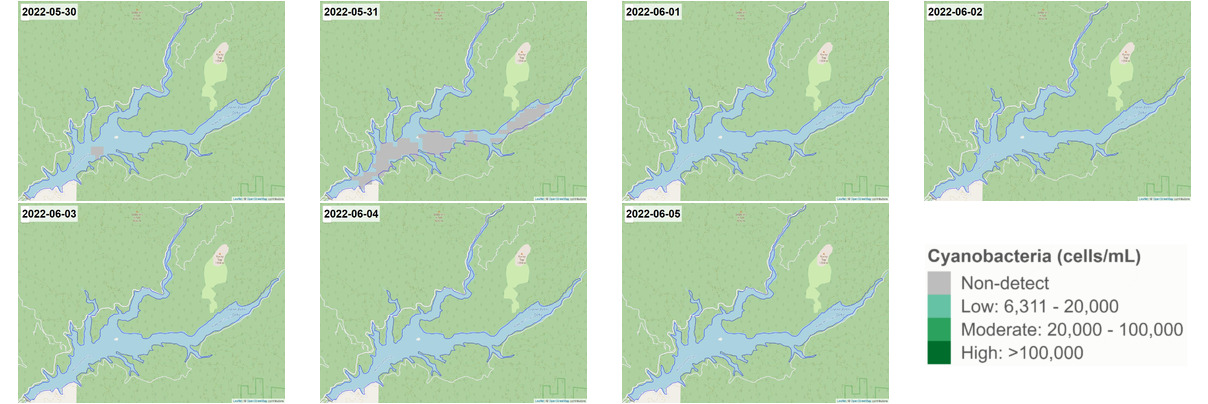 2022-05-30
2022-05-31
2022-06-01
2022-06-02
2022-06-03
2022-06-04
2022-06-05
Cyanobacteria (cells/mL)
Non-detect
Low: 6,311 - 20,000
Moderate: 20,000 - 100,000
High: >100,000